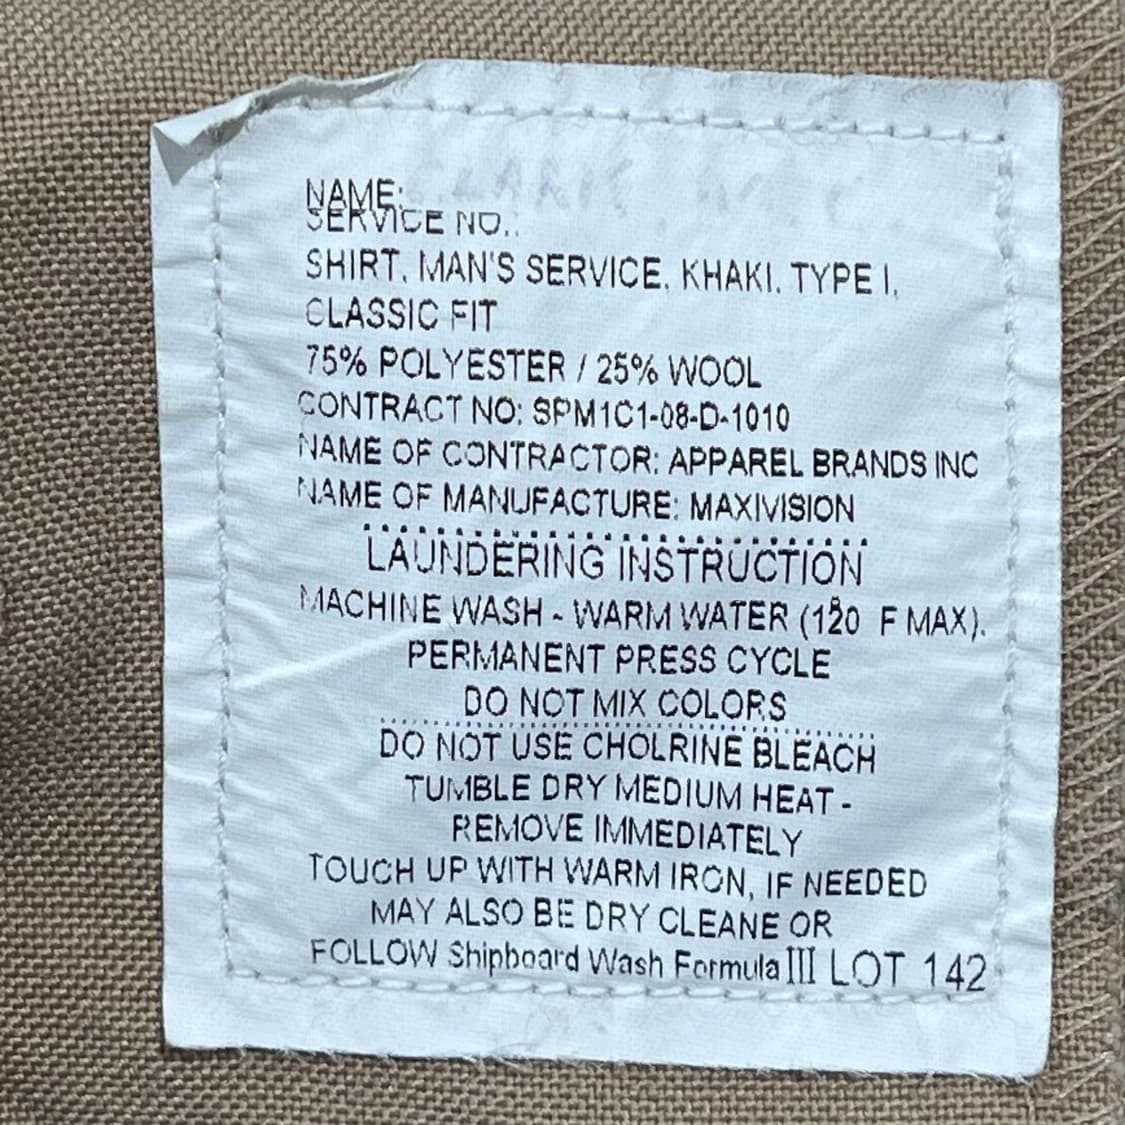 NAME: CLARK
SERVICE NO.:
SHIRT, MAN'S SERVICE, KHAKI, TYPE I,
CLASSIC FIT
75% POLYESTER / 25% WOOL
CONTRACT NO: SPM1C1-08-D-1010
NAME OF CONTRACTOR: APPAREL BRANDS INC
NAME OF MANUFACTURE: MAXIVISION
LAUNDERING INSTRUCTION
MACHINE WASH - WARM WATER (120° F MAX).
PERMANENT PRESS CYCLE
DO NOT MIX COLORS
DO NOT USE CHOLRINE BLEACH
TUMBLE DRY MEDIUM HEAT -
REMOVE IMMEDIATELY
TOUCH UP WITH WARM IRON, IF NEEDED
MAY ALSO BE DRY CLEANE OR
FOLLOW Shipboard Wash Formula III LOT 142